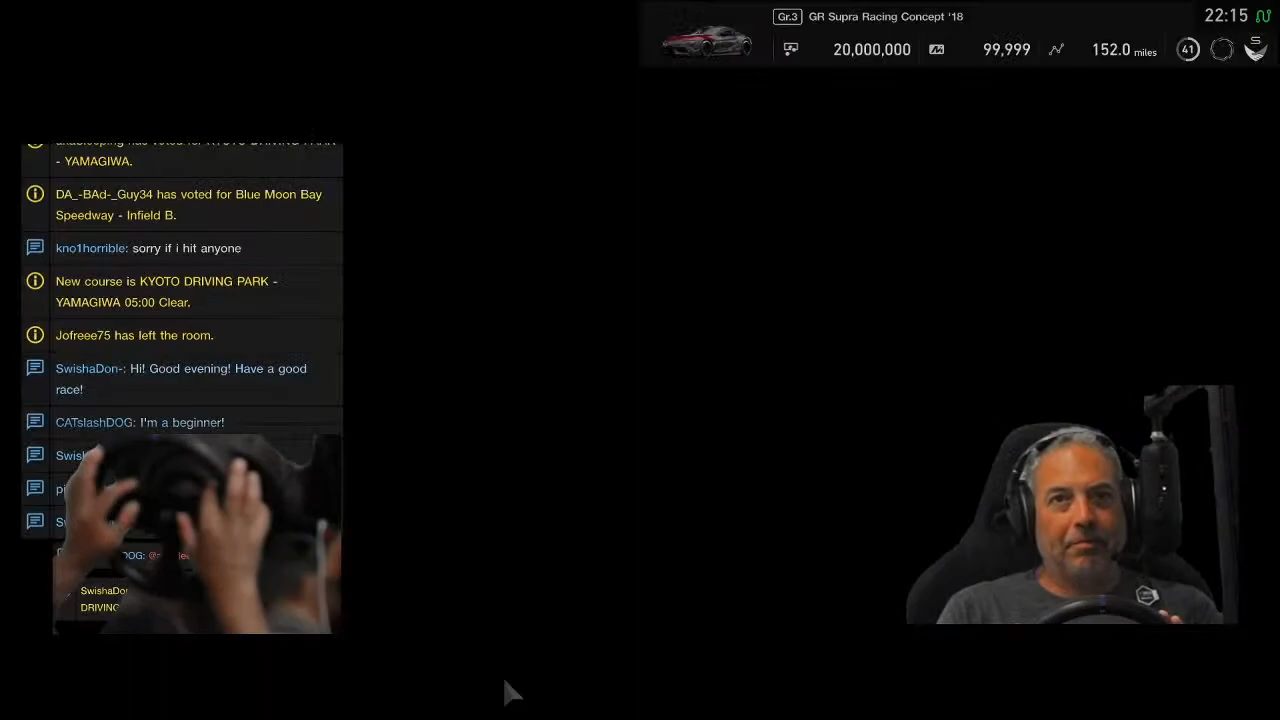 Gr.3 GR Supra Racing Concept '18
22:15
20,000,000 99,999 152.0 miles 41 S
- YAMAGIWA.
DA_-BAd-_Guy34 has voted for Blue Moon Bay
Speedway - Infield B.
kno1horrible: sorry if i hit anyone
New course is KYOTO DRIVING PARK -
YAMAGIWA 05:00 Clear.
Jofreee75 has left the room.
SwishaDon-: Hi! Good evening! Have a good
race!
CATslashDOG: I'm a beginner!
DRIVING